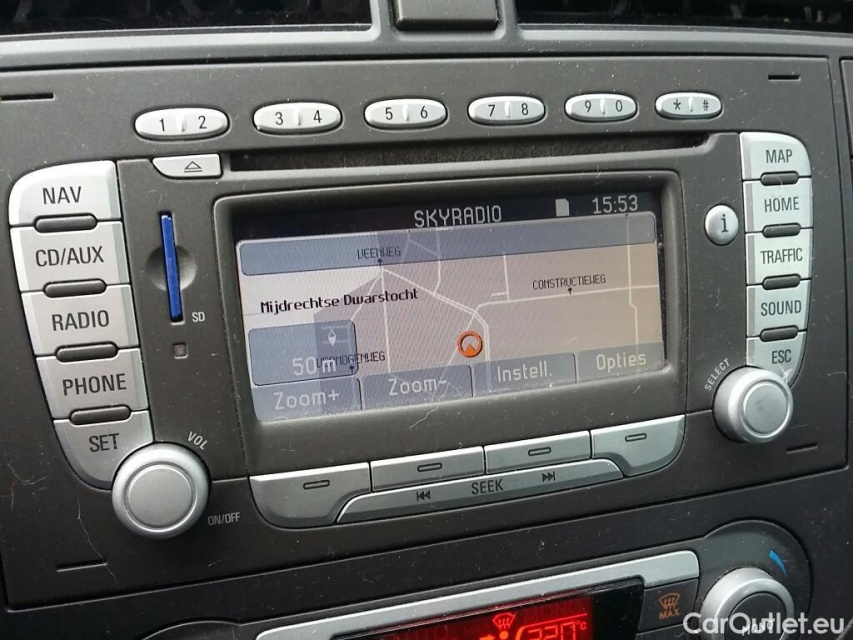 1 2 3 4 5 6 7 8 9 0 * #
NAV
CD/AUX
RADIO
PHONE
SET
SD
VOL
ON/OFF
SKYRADIO 15:53
VEENWEG
CONSTRUCTIEWEG
Mijdrechtse Dwarstocht
50m
Zoom+ Zoom- Instell. Opties
SEEK
i
MAP
HOME
TRAFFIC
SOUND
ESC
SELECT
MAX
CarOutlet.eu